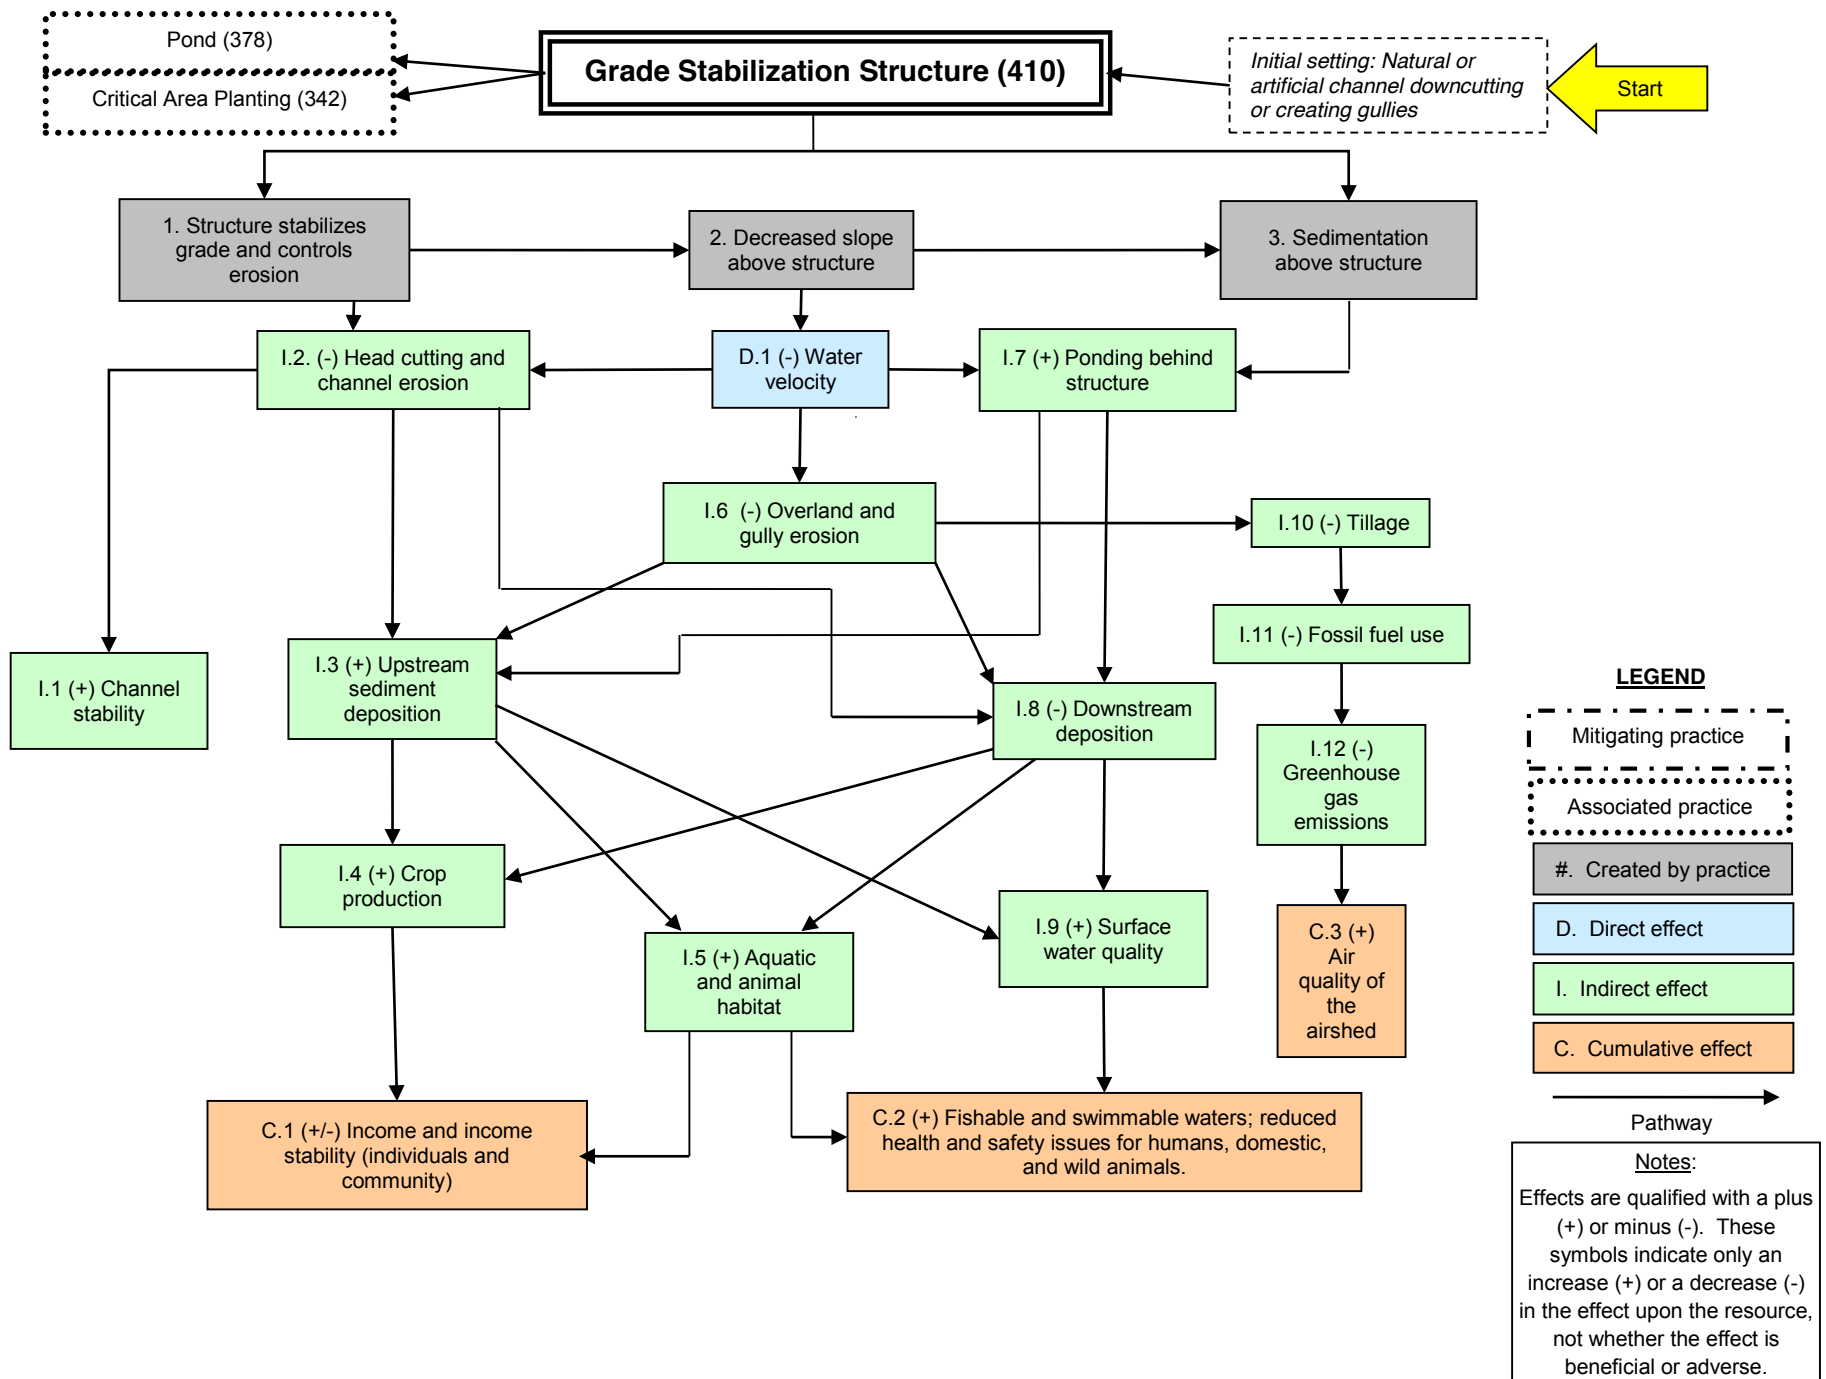 Pond (378)
Critical Area Planting (342)
Grade Stabilization Structure (410)
Initial setting: Natural or
artificial channel downcutting
or creating gullies
Start
1. Structure stabilizes
grade and controls
erosion
2. Decreased slope
above structure
3. Sedimentation
above structure
I.2. (-) Head cutting and
channel erosion
D.1 (-) Water
velocity
I.7 (+) Ponding behind
structure
I.6 (-) Overland and
gully erosion
I.10 (-) Tillage
I.11 (-) Fossil fuel use
I.1 (+) Channel
stability
I.3 (+) Upstream
sediment
deposition
I.8 (-) Downstream
deposition
I.12 (-)
Greenhouse
gas
emissions
I.4 (+) Crop
production
I.5 (+) Aquatic
and animal
habitat
I.9 (+) Surface
water quality
C.3 (+)
Air
quality of
the
airshed
C.1 (+/-) Income and income
stability (individuals and
community)
C.2 (+) Fishable and swimmable waters; reduced
health and safety issues for humans, domestic,
and wild animals.
LEGEND
Mitigating practice
Associated practice
#. Created by practice
D. Direct effect
I. Indirect effect
C. Cumulative effect
Pathway
Notes:
Effects are qualified with a plus
(+) or minus (-). These
symbols indicate only an
increase (+) or a decrease (-)
in the effect upon the resource,
not whether the effect is
beneficial or adverse.